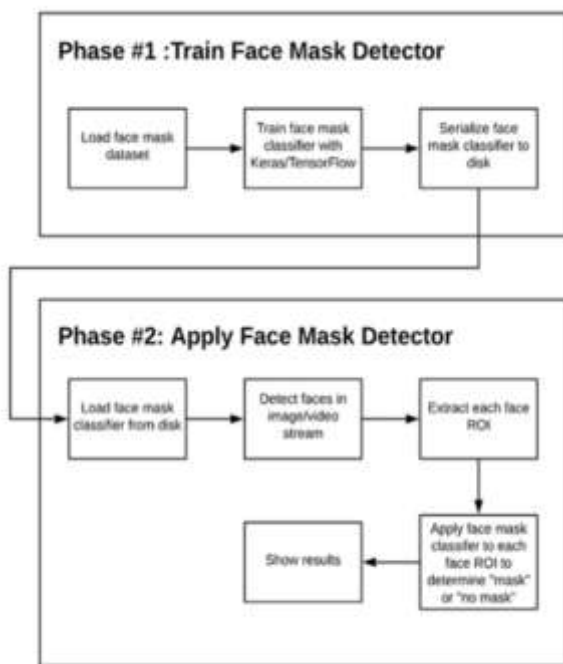 Phase #1 :Train Face Mask Detector
Load face mask
dataset
Train face mask
classifier with
Keras/TensorFlow
Serialize face
mask classifier to
disk
Phase #2: Apply Face Mask Detector
Load face mask
classifier from disk
Detect faces in
image/video
stream
Extract each face
ROI
Apply face mask
classifer to each
face ROI to
determine "mask"
or "no mask"
Show results